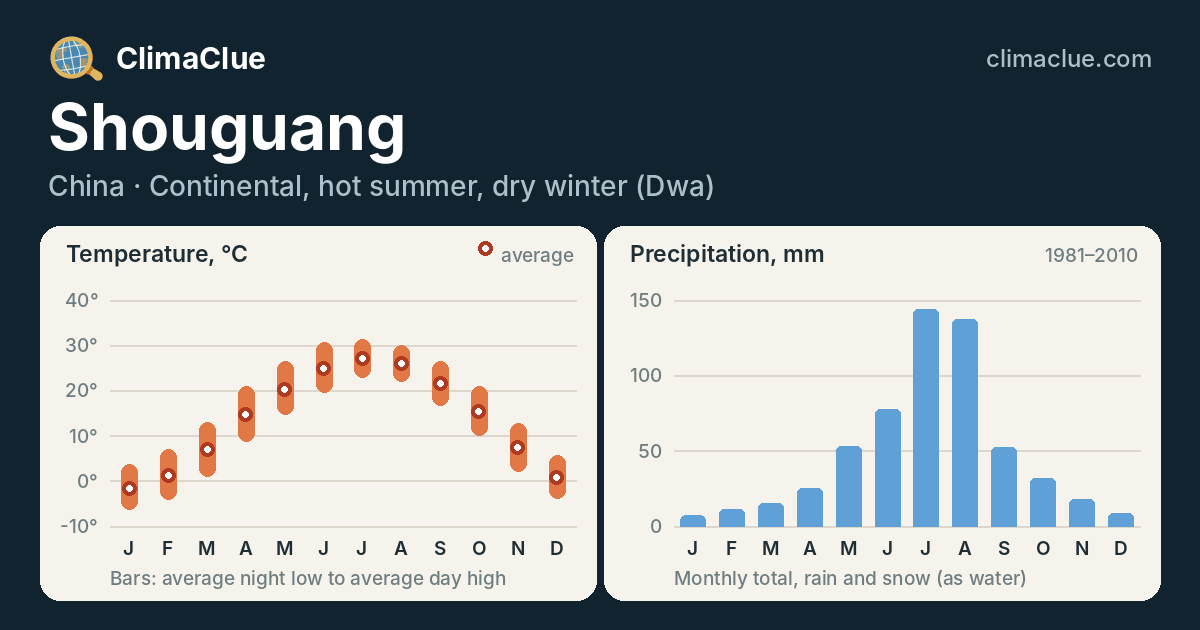 ClimaClue
climaclue.com
Shouguang
China · Continental, hot summer, dry winter (Dwa)
Temperature, °C
average
40°
30°
20°
10°
0°
-10°
J F M A M J J A S O N D
Bars: average night low to average day high
Precipitation, mm
1981–2010
150
100
50
0
J F M A M J J A S O N D
Monthly total, rain and snow (as water)